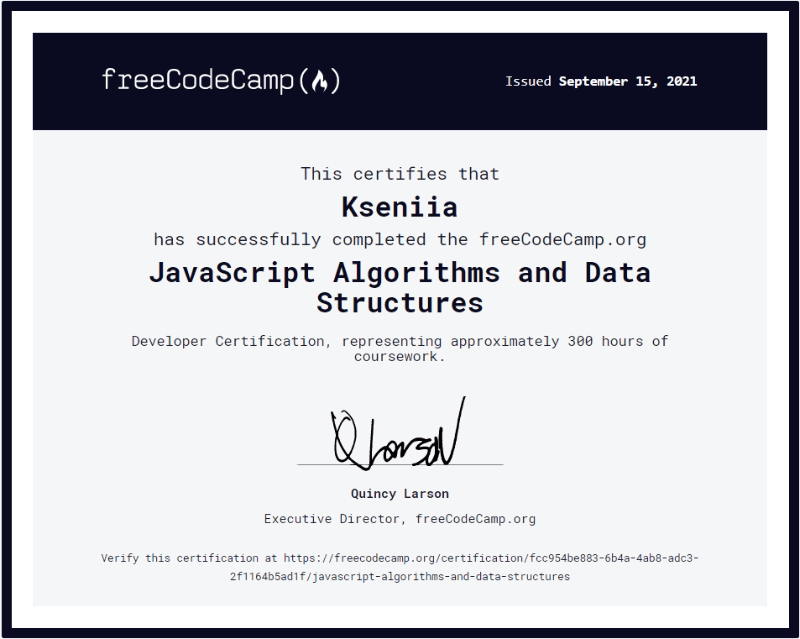 freeCodeCamp
Issued September 15, 2021
This certifies that
Kseniia
has successfully completed the freeCodeCamp.org
JavaScript Algorithms and Data
Structures
Developer Certification, representing approximately 300 hours of
coursework.
Q Larson
Quincy Larson
Executive Director, freeCodeCamp.org
Verify this certification at https://freecodecamp.org/certification/fcc954be883-6b4a-4ab8-adc3-
2f1164b5ad1f/javascript-algorithms-and-data-structures